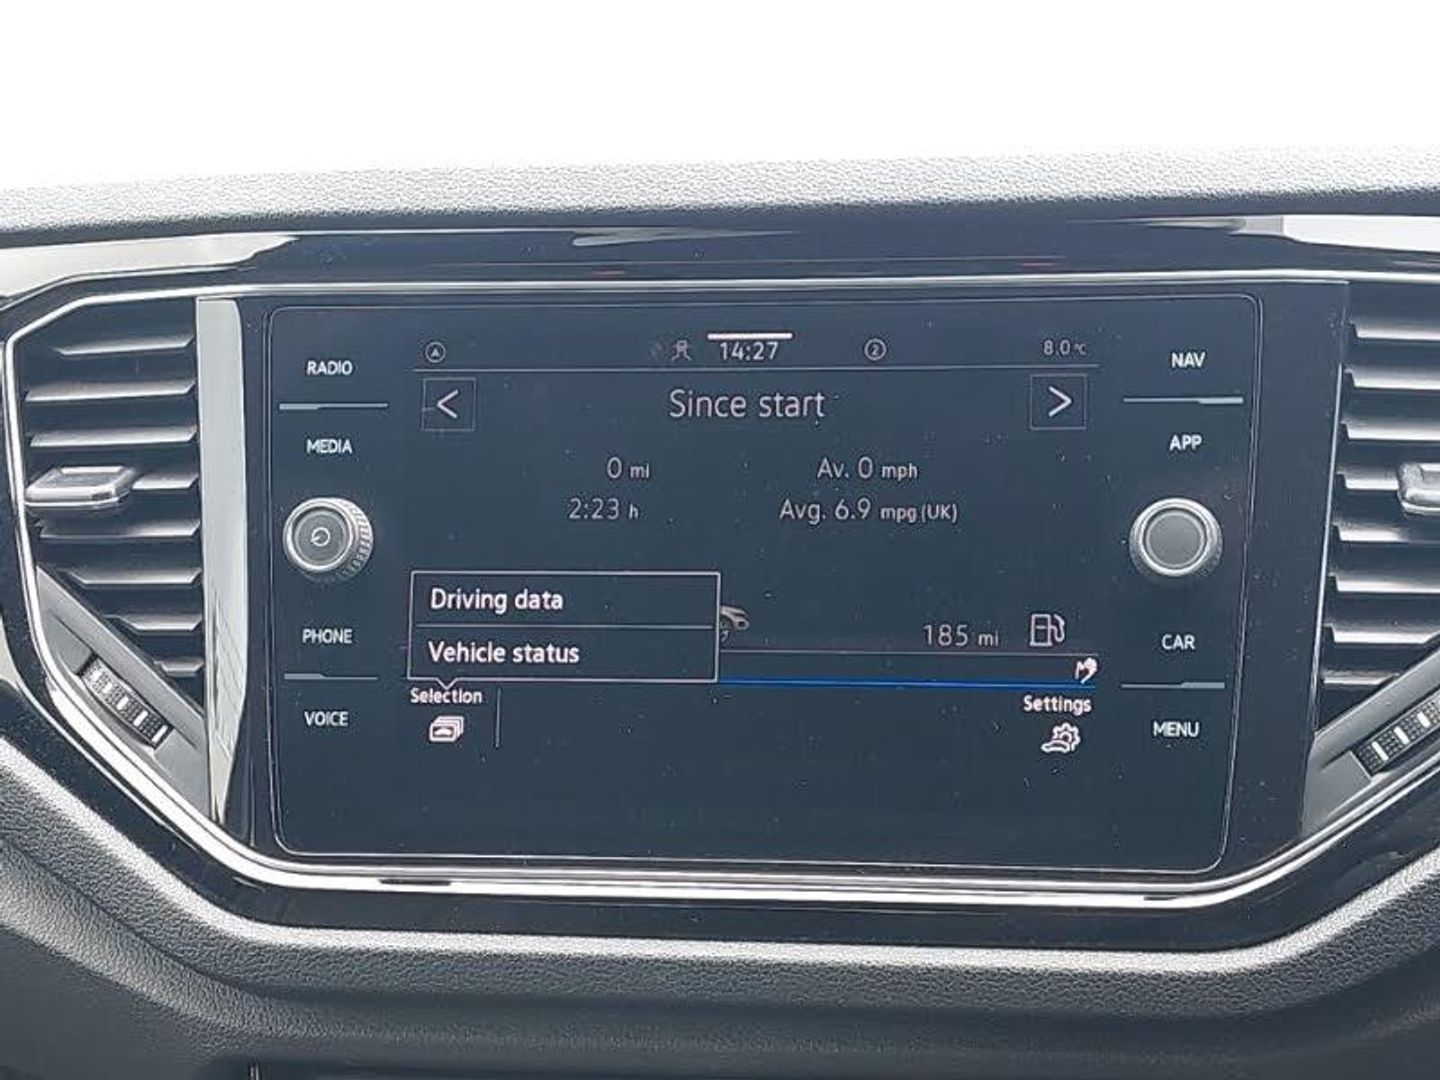 RADIO
MEDIA
PHONE
VOICE
14:27
2
8.0°C
<
Since start
>
0 mi
Av. 0 mph
2:23 h
Avg. 6.9 mpg (UK)
Driving data
Vehicle status
185 mi
Selection
Settings
NAV
APP
CAR
MENU